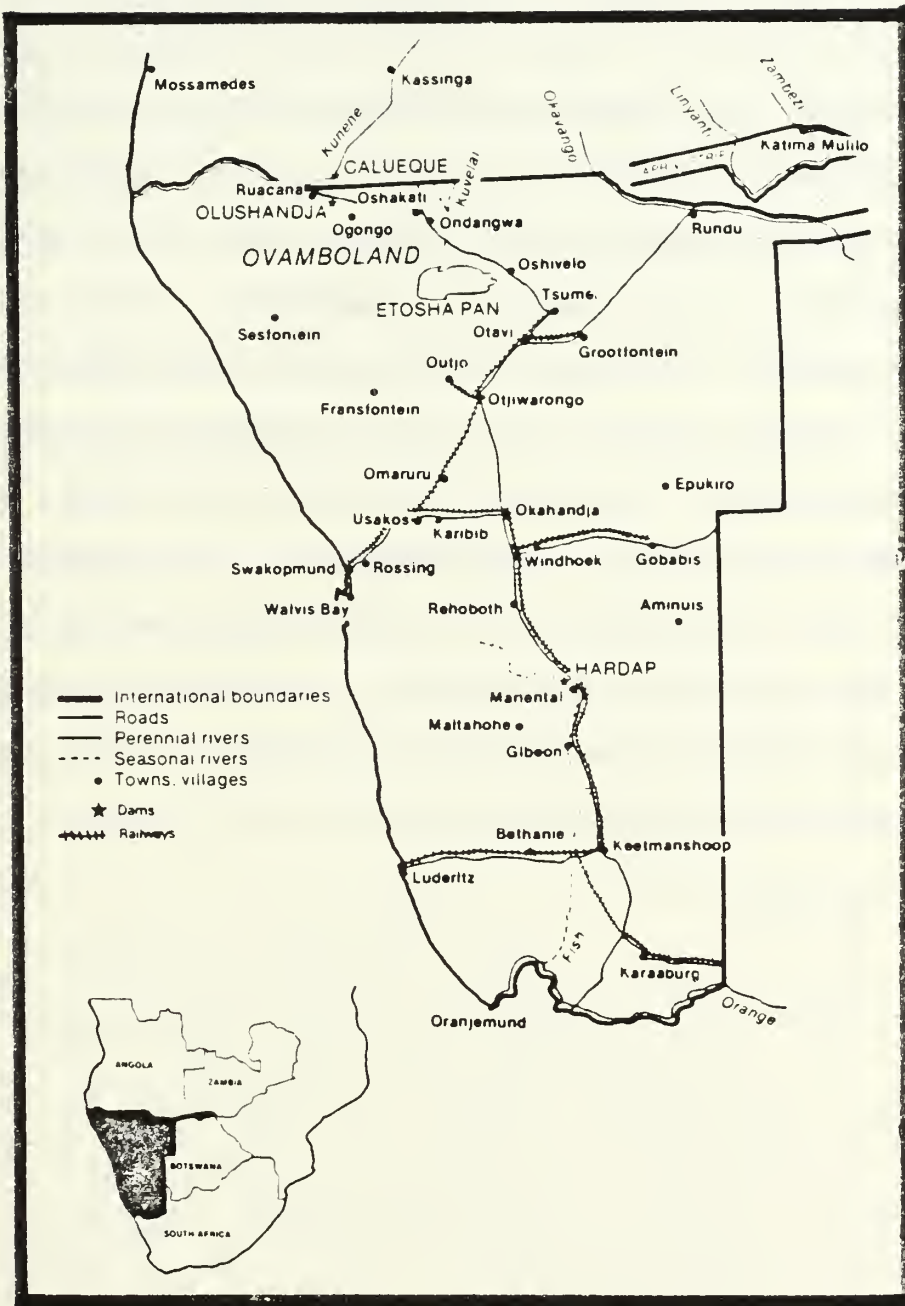 Mossamedes
Kassinga
Kunene
Okavango
Linyanti
Zambezi
Katima Mulilo
CALUEQUE
Kuvelai
Ruacana
Oshakati
OLUSHANDJA
Ondangwa
Ogongo
Rundu
OVAMBOLAND
Oshivelo
ETOSHA PAN
Tsume.
Sesfontein
Otavi
Grootfontein
Outjo
Fransfontein
Otjiwarongo
Omaruru
Epukiro
Usakos
Karibib
Okahandja
Swakopmund
Rossing
Windhoek
Gobabis
Walvis Bay
Rehoboth
Aminuis
HARDAP
International boundaries
Roads
Perennial rivers
Seasonal rivers
Towns, villages
Dams
Railways
Manental
Maltahohe
Gibeon
Bethanie
Keetmanshoop
Luderitz
Fish
Karaaburg
Oranjemund
Orange
ANGOLA
ZAMBIA
BOTSWANA
SOUTH AFRICA